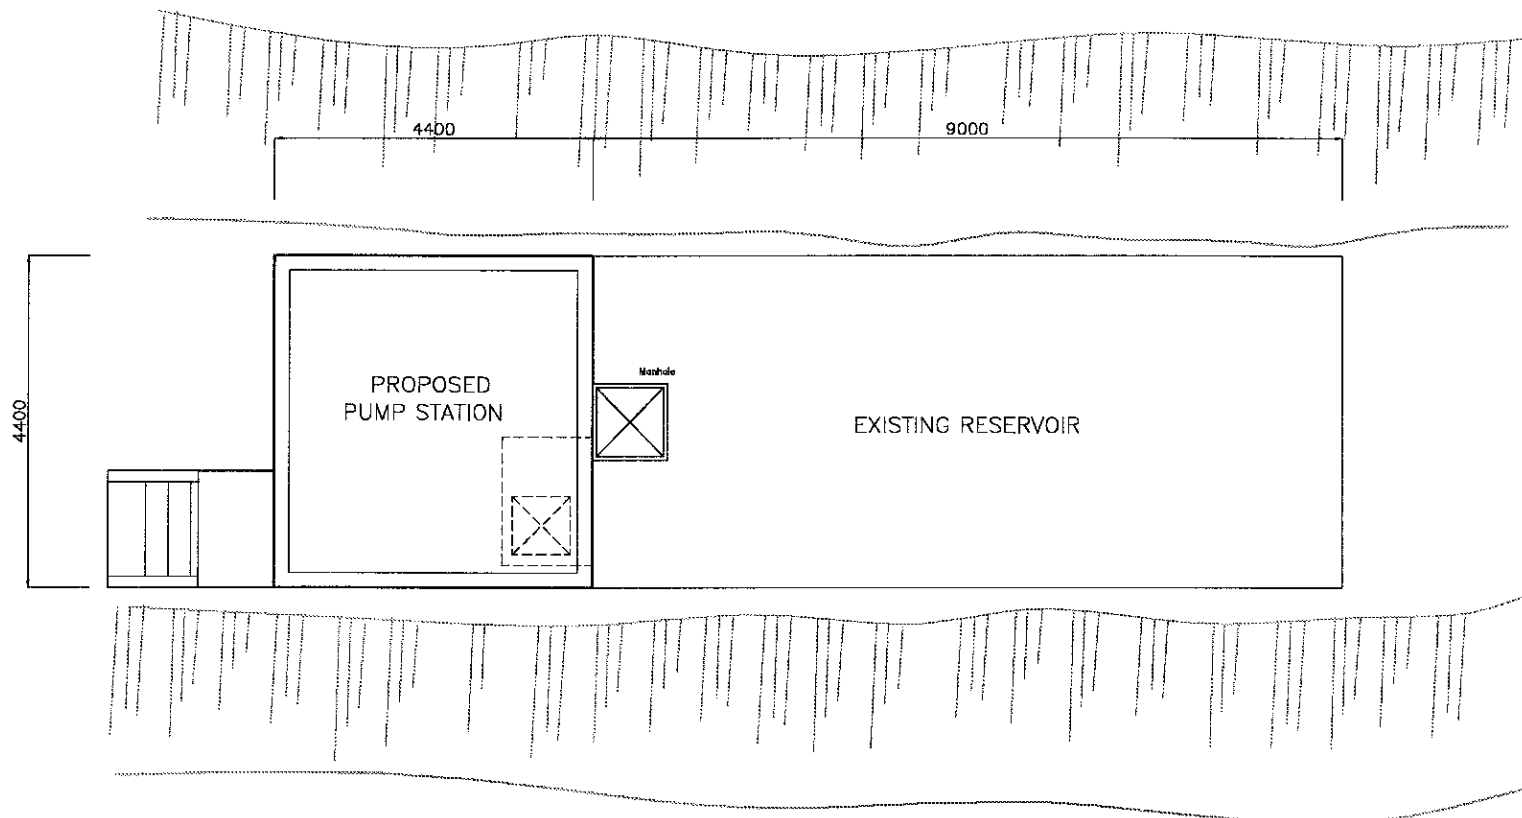 4400
9000
Manhole
PROPOSED
PUMP STATION
EXISTING RESERVOIR
4400